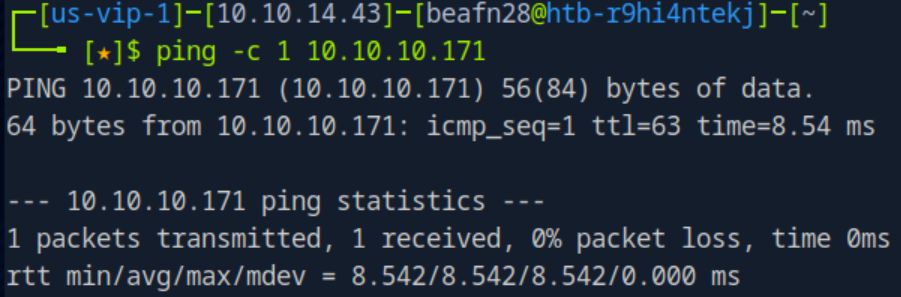 ┌─[us-vip-1]─[10.10.14.43]─[beafn28@htb-r9hi4ntekj]─[~]
└──╼ [★]$ ping -c 1 10.10.10.171
PING 10.10.10.171 (10.10.10.171) 56(84) bytes of data.
64 bytes from 10.10.10.171: icmp_seq=1 ttl=63 time=8.54 ms
--- 10.10.10.171 ping statistics ---
1 packets transmitted, 1 received, 0% packet loss, time 0ms
rtt min/avg/max/mdev = 8.542/8.542/8.542/0.000 ms